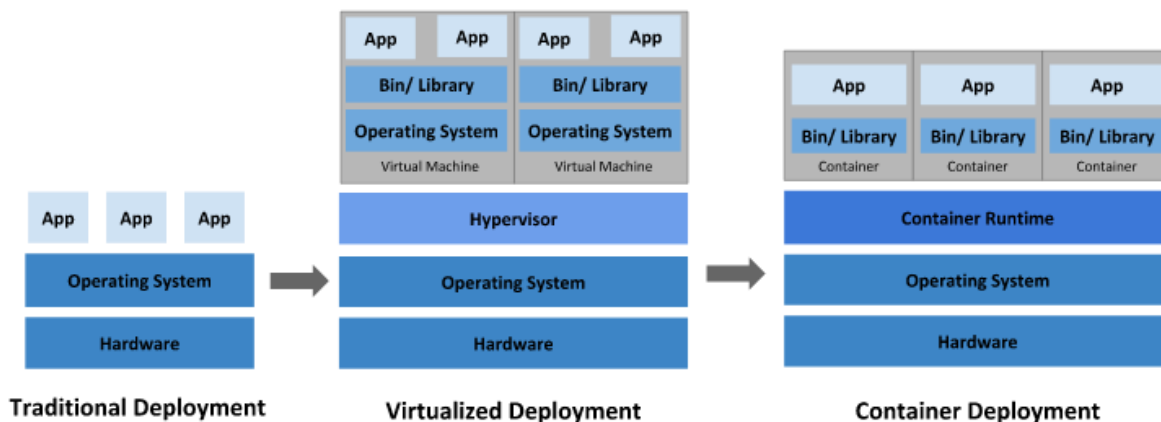 App App App App
Bin/ Library Bin/ Library
Operating System Operating System
Virtual Machine Virtual Machine
App App App
Bin/ Library Bin/ Library Bin/ Library
Container Container Container
App App App
Hypervisor
Container Runtime
Operating System
Operating System
Operating System
Hardware
Hardware
Hardware
Traditional Deployment
Virtualized Deployment
Container Deployment